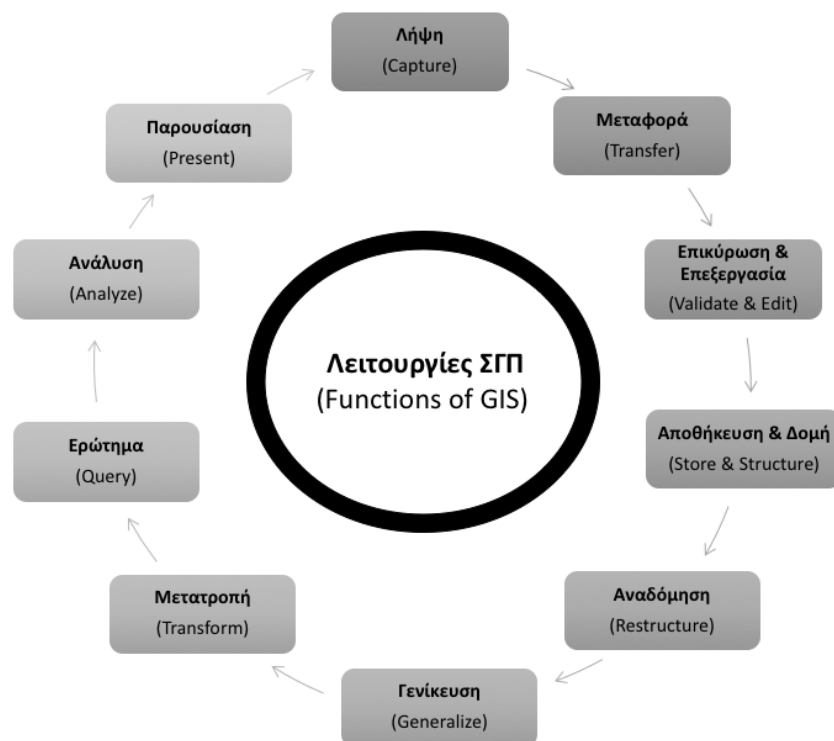 Λήψη
(Capture)
Μεταφορά
(Transfer)
Επικύρωση &
Επεξεργασία
(Validate & Edit)
Αποθήκευση & Δομή
(Store & Structure)
Αναδόμηση
(Restructure)
Γενίκευση
(Generalize)
Μετατροπή
(Transform)
Ερώτημα
(Query)
Ανάλυση
(Analyze)
Παρουσίαση
(Present)
Λειτουργίες ΣΓΠ
(Functions of GIS)